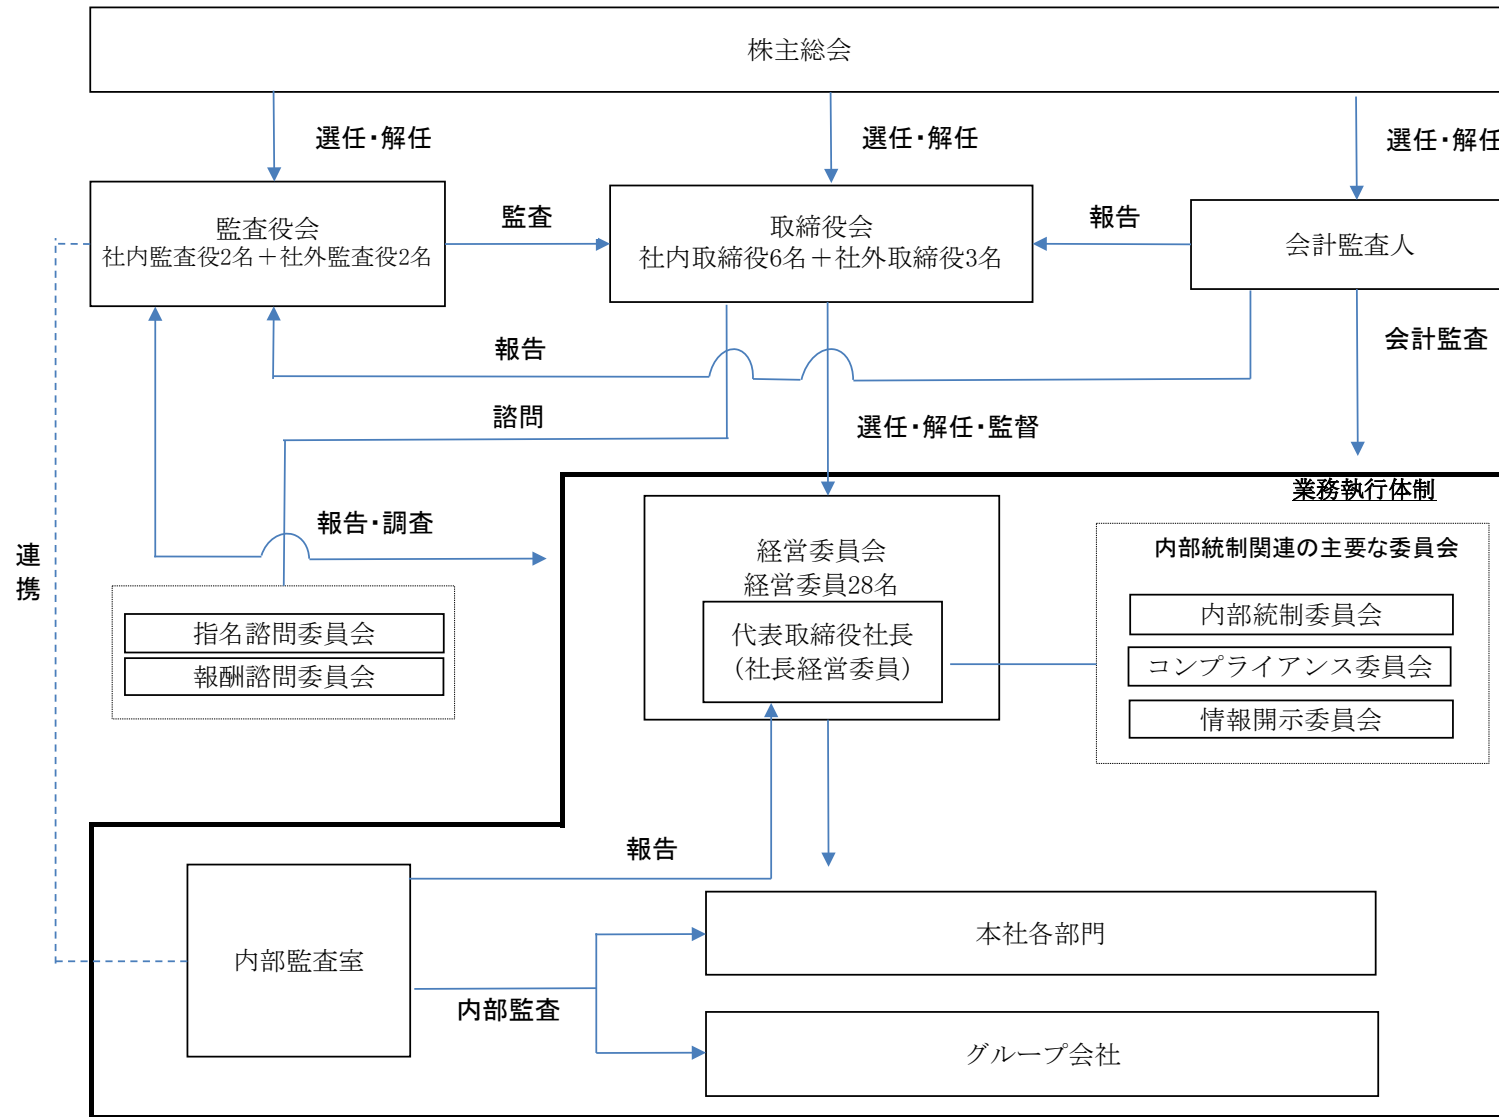 株主総会
選任・解任
選任・解任
選任・解任
監査役会
社内監査役2名＋社外監査役2名
監査
取締役会
社内取締役6名＋社外取締役3名
報告
会計監査人
報告
会計監査
諮問
選任・解任・監督
業務執行体制
報告・調査
連携
経営委員会
経営委員28名
代表取締役社長
（社長経営委員）
内部統制関連の主要な委員会
内部統制委員会
コンプライアンス委員会
情報開示委員会
指名諮問委員会
報酬諮問委員会
報告
内部監査室
内部監査
本社各部門
グループ会社